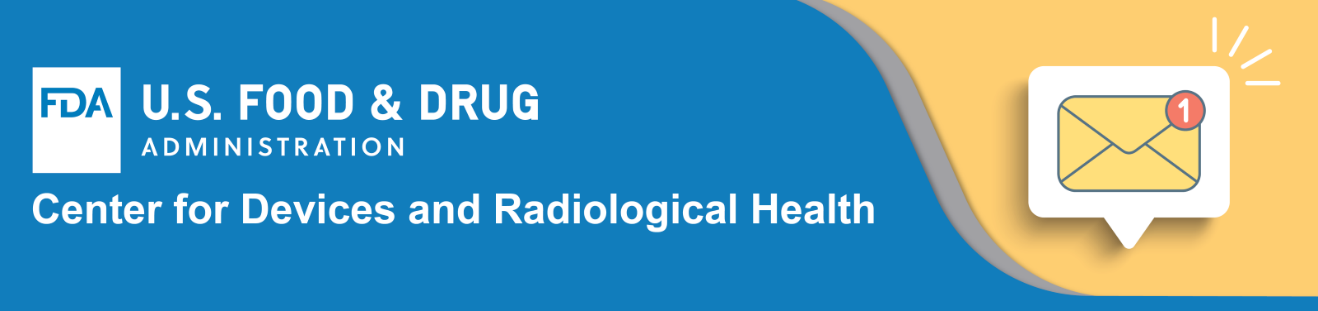 FDA
U.S. FOOD & DRUG
ADMINISTRATION
Center for Devices and Radiological Health
1